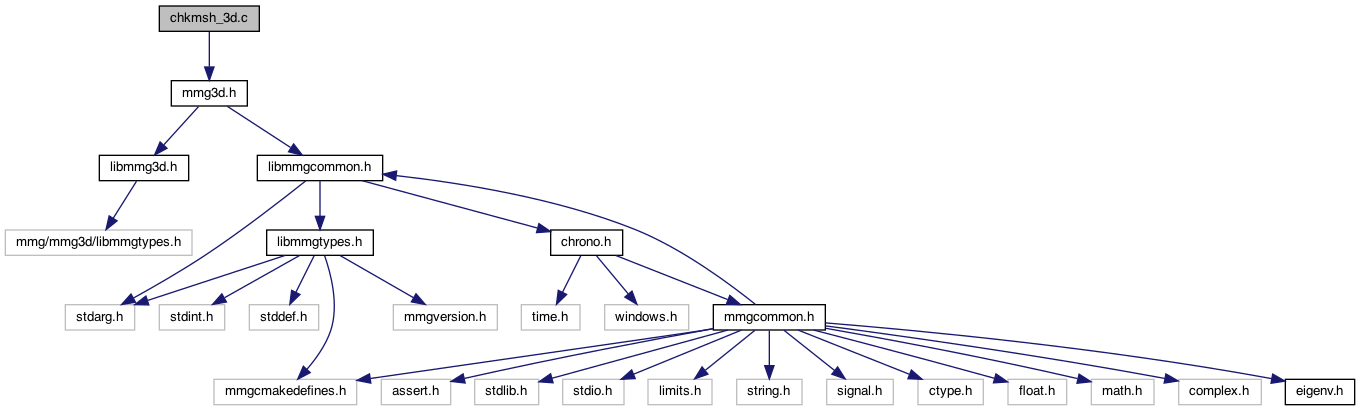 chkmsh_3d.c
mmg3d.h
libmmg3d.h
libmmgcommon.h
mmg/mmg3d/libmmgtypes.h
libmmgtypes.h
chrono.h
stdarg.h
stdint.h
stddef.h
mmgversion.h
time.h
windows.h
mmgcommon.h
mmgcmakedefines.h
assert.h
stdlib.h
stdio.h
limits.h
string.h
signal.h
ctype.h
float.h
math.h
complex.h
eigenv.h